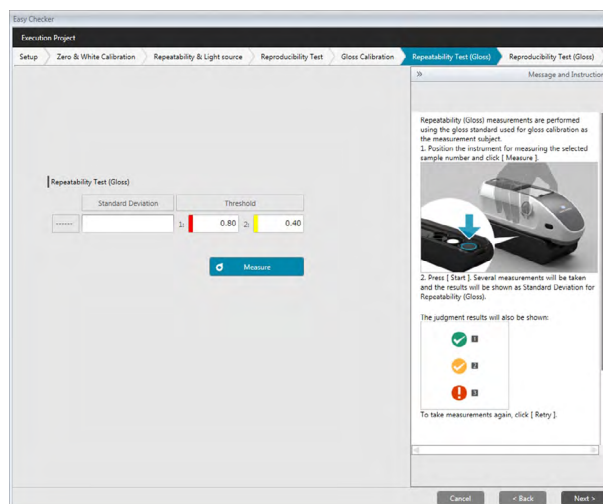 Easy Checker
Execution Project
Setup
Zero & White Calibration
Repeatability & Light source
Reproducibility Test
Gloss Calibration
Repeatability Test (Gloss)
Reproducibility Test (Gloss)
» Message and Instruction
Repeatability (Gloss) measurements are performed
using the gloss standard used for gloss calibration as
the measurement subject.
1. Position the instrument for measuring the selected
sample number and click [ Measure ].
Repeatability Test (Gloss)
Standard Deviation Threshold
------ 1: 0.80 2: 0.40
Measure
2. Press [ Start ]. Several measurements will be taken
and the results will be shown as Standard Deviation for
Repeatability (Gloss).
The judgment results will also be shown:
1
2
3
To take measurements again, click [ Retry ].
Cancel
< Back
Next >